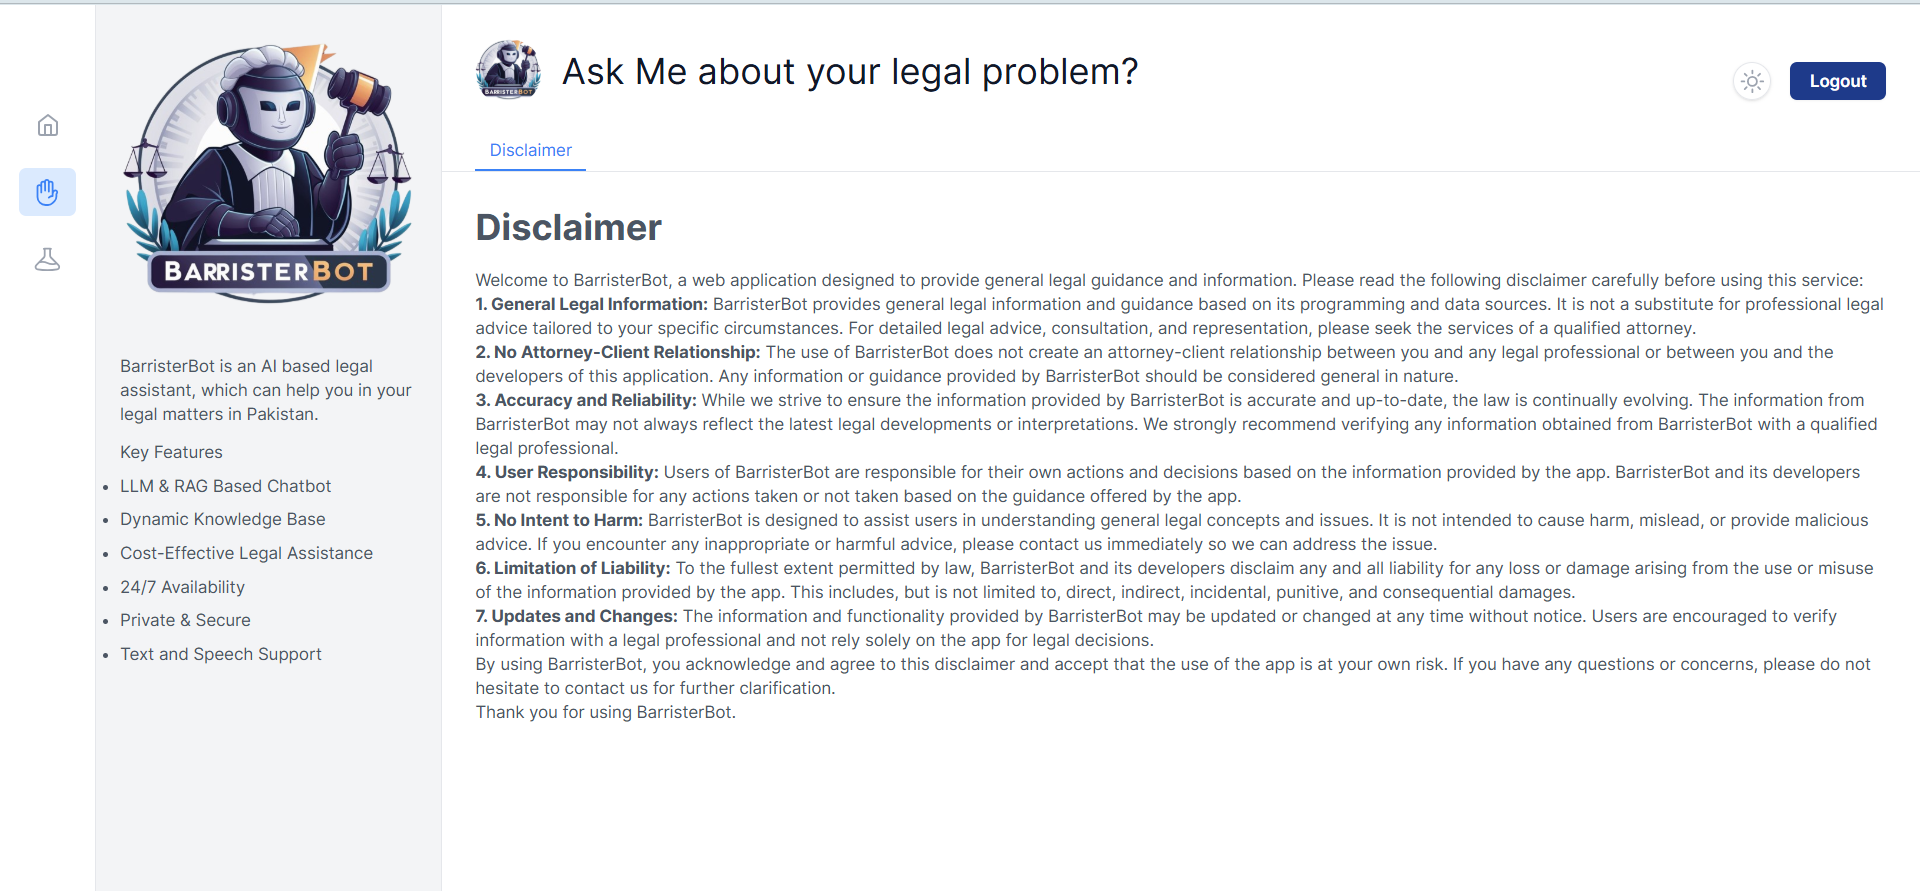 BARRISTERBOT
BarristerBot is an AI based legal
assistant, which can help you in your
legal matters in Pakistan.
Key Features
• LLM & RAG Based Chatbot
• Dynamic Knowledge Base
• Cost-Effective Legal Assistance
• 24/7 Availability
• Private & Secure
• Text and Speech Support
BARRISTERBOT
Ask Me about your legal problem?
Logout
Disclaimer
Disclaimer
Welcome to BarristerBot, a web application designed to provide general legal guidance and information. Please read the following disclaimer carefully before using this service:
1. General Legal Information: BarristerBot provides general legal information and guidance based on its programming and data sources. It is not a substitute for professional legal
advice tailored to your specific circumstances. For detailed legal advice, consultation, and representation, please seek the services of a qualified attorney.
2. No Attorney-Client Relationship: The use of BarristerBot does not create an attorney-client relationship between you and any legal professional or between you and the
developers of this application. Any information or guidance provided by BarristerBot should be considered general in nature.
3. Accuracy and Reliability: While we strive to ensure the information provided by BarristerBot is accurate and up-to-date, the law is continually evolving. The information from
BarristerBot may not always reflect the latest legal developments or interpretations. We strongly recommend verifying any information obtained from BarristerBot with a qualified
legal professional.
4. User Responsibility: Users of BarristerBot are responsible for their own actions and decisions based on the information provided by the app. BarristerBot and its developers
are not responsible for any actions taken or not taken based on the guidance offered by the app.
5. No Intent to Harm: BarristerBot is designed to assist users in understanding general legal concepts and issues. It is not intended to cause harm, mislead, or provide malicious
advice. If you encounter any inappropriate or harmful advice, please contact us immediately so we can address the issue.
6. Limitation of Liability: To the fullest extent permitted by law, BarristerBot and its developers disclaim any and all liability for any loss or damage arising from the use or misuse
of the information provided by the app. This includes, but is not limited to, direct, indirect, incidental, punitive, and consequential damages.
7. Updates and Changes: The information and functionality provided by BarristerBot may be updated or changed at any time without notice. Users are encouraged to verify
information with a legal professional and not rely solely on the app for legal decisions.
By using BarristerBot, you acknowledge and agree to this disclaimer and accept that the use of the app is at your own risk. If you have any questions or concerns, please do not
hesitate to contact us for further clarification.
Thank you for using BarristerBot.